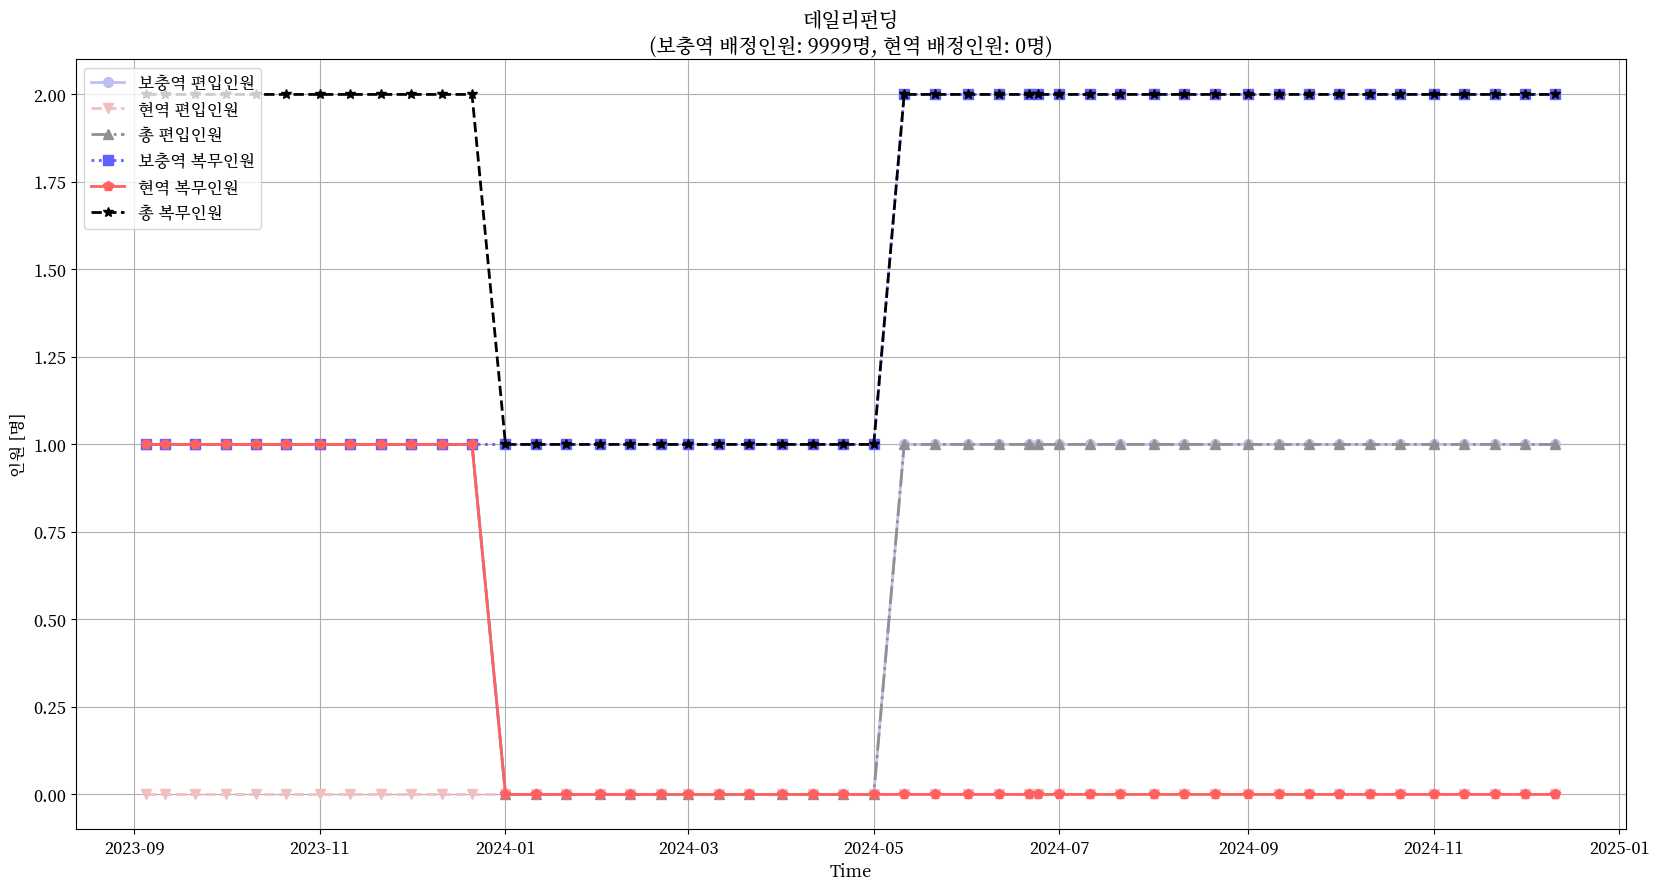 데일리펀딩
(보충역 배정인원: 9999명, 현역 배정인원: 0명)
보충역 편입인원
현역 편입인원
총 편입인원
보충역 복무인원
현역 복무인원
총 복무인원
인원 [명]
2.00
1.75
1.50
1.25
1.00
0.75
0.50
0.25
0.00
2023-09
2023-11
2024-01
2024-03
2024-05
2024-07
2024-09
2024-11
2025-01
Time